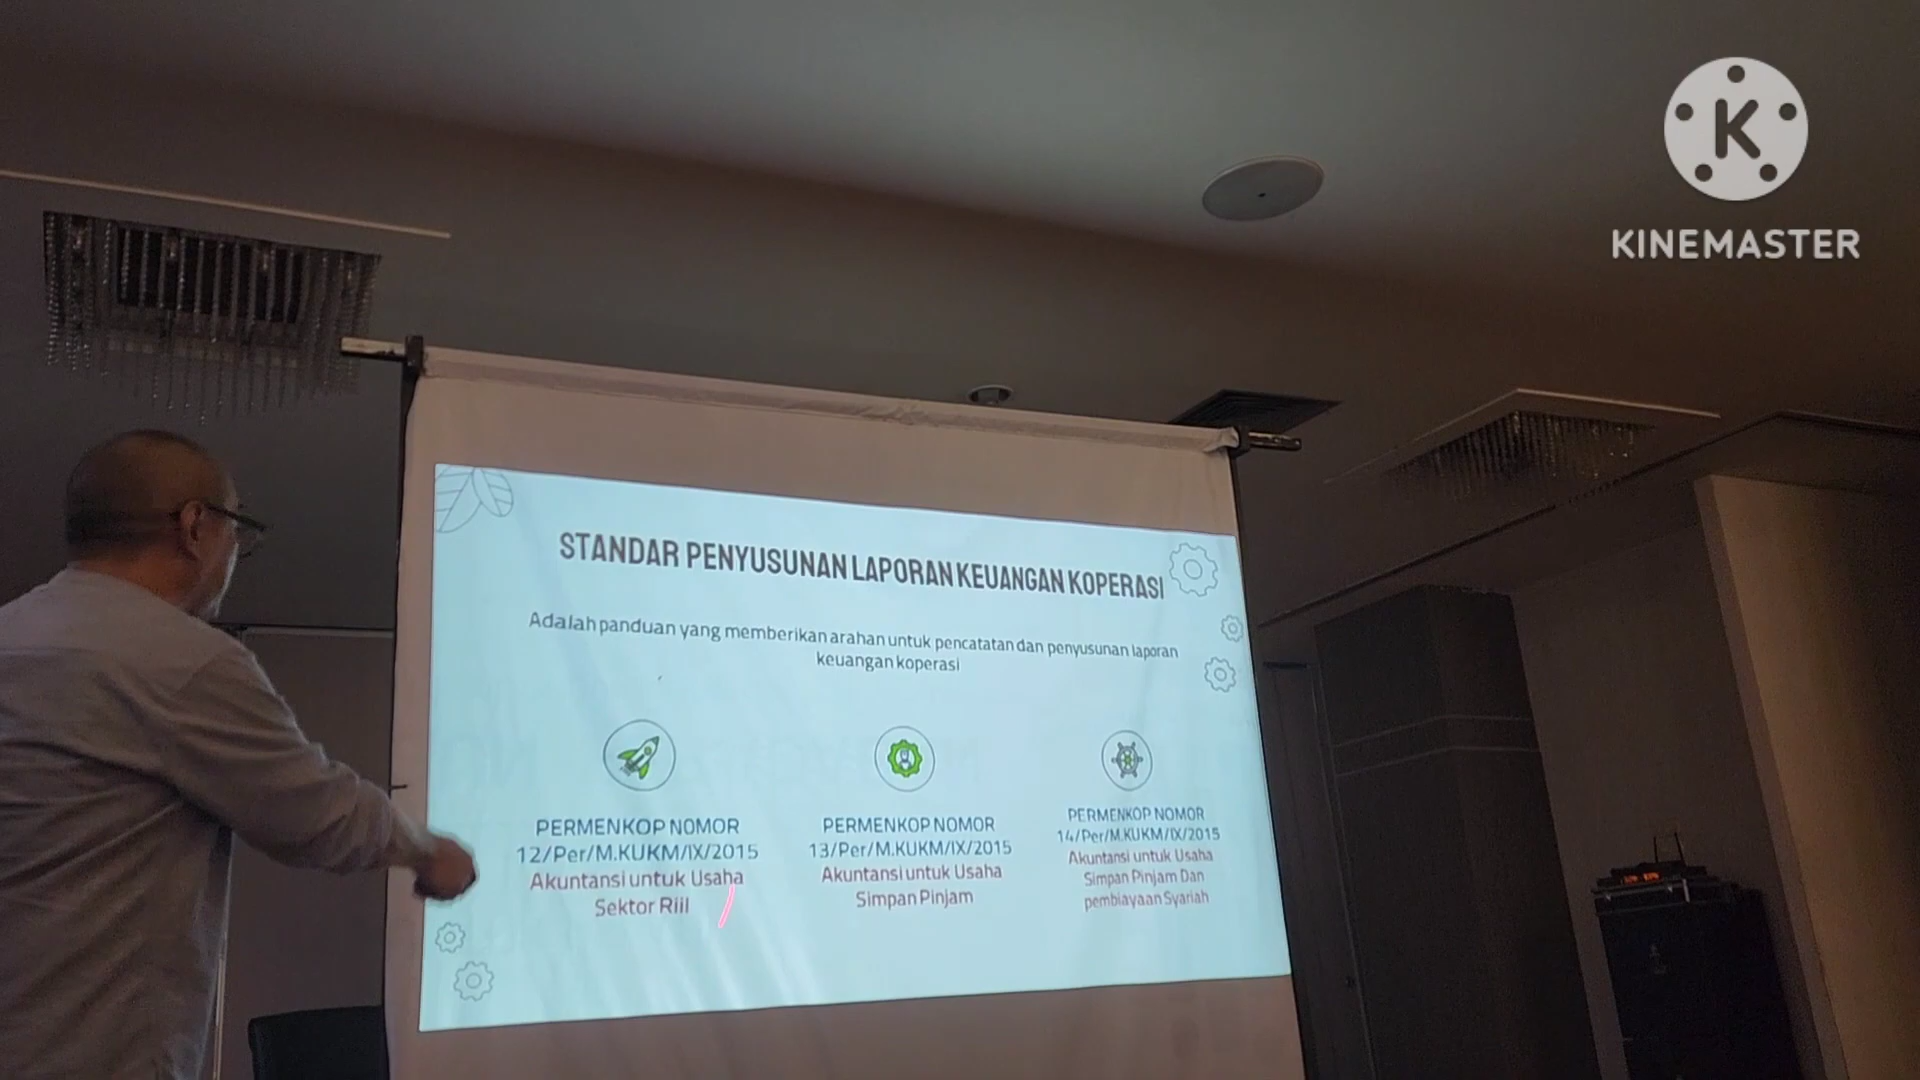 K
KINEMASTER
STANDAR PENYUSUNAN LAPORAN KEUANGAN KOPERASI
Adalah panduan yang memberikan arahan untuk pencatatan dan penyusunan laporan
keuangan koperasi
PERMENKOP NOMOR
12/Per/M.KUKM/IX/2015
Akuntansi untuk Usaha
Sektor Riil
PERMENKOP NOMOR
13/Per/M.KUKM/IX/2015
Akuntansi untuk Usaha
Simpan Pinjam
PERMENKOP NOMOR
14/Per/M.KUKM/IX/2015
Akuntansi untuk Usaha
Simpan Pinjam Dan
pembiayaan Syariah